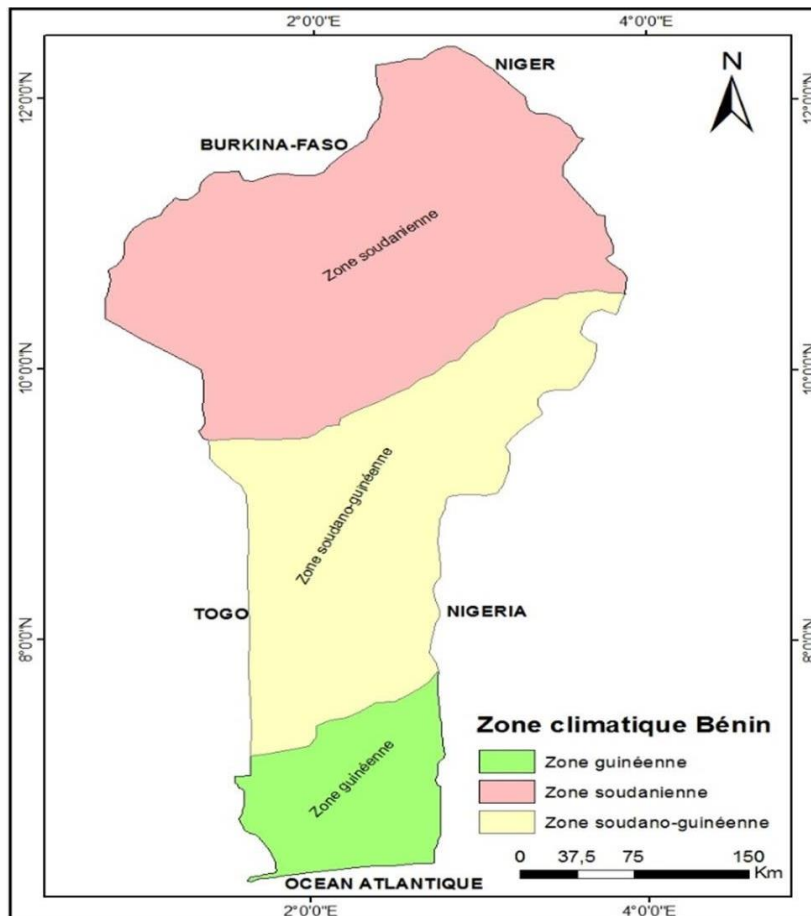 2°0'0"E 4°0'0"E
NIGER
N
12°0'0"N 12°0'0"N
BURKINA-FASO
Zone soudanienne
10°0'0"N 10°0'0"N
Zone soudano-guinéenne
TOGO NIGERIA
8°0'0"N 8°0'0"N
Zone guinéenne
Zone climatique Bénin
Zone guinéenne
Zone soudanienne
Zone soudano-guinéenne
0 37,5 75 150
Km
OCEAN ATLANTIQUE
2°0'0"E 4°0'0"E